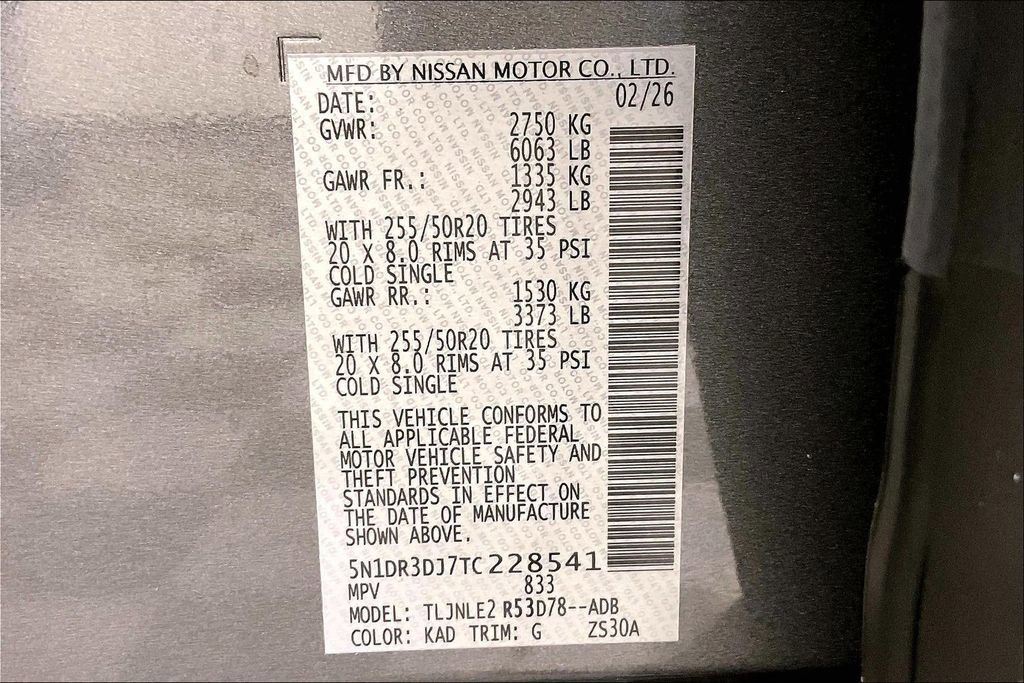 MFD BY NISSAN MOTOR CO., LTD.
DATE: 02/26
GVWR: 2750 KG
6063 LB
GAWR FR.: 1335 KG
2943 LB
WITH 255/50R20 TIRES
20 X 8.0 RIMS AT 35 PSI
COLD SINGLE
GAWR RR.: 1530 KG
3373 LB
WITH 255/50R20 TIRES
20 X 8.0 RIMS AT 35 PSI
COLD SINGLE
THIS VEHICLE CONFORMS TO
ALL APPLICABLE FEDERAL
MOTOR VEHICLE SAFETY AND
THEFT PREVENTION
STANDARDS IN EFFECT ON
THE DATE OF MANUFACTURE
SHOWN ABOVE.
5N1DR3DJ7TC228541
MPV 833
MODEL: TLJNLE2 R53D78--ADB
COLOR: KAD TRIM: G ZS30A